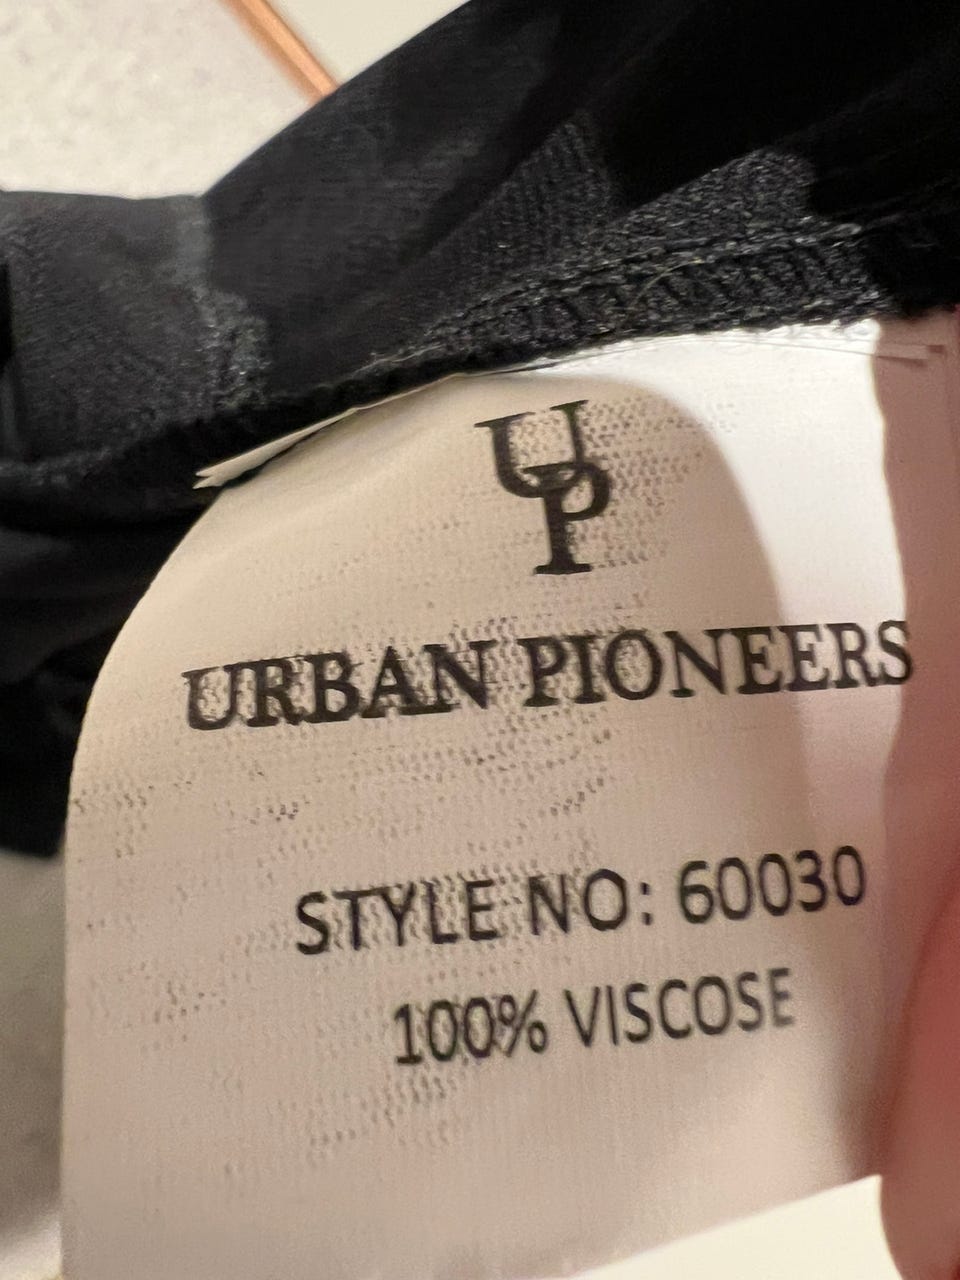 UP
URBAN PIONEERS
STYLE NO: 60030
100% VISCOSE